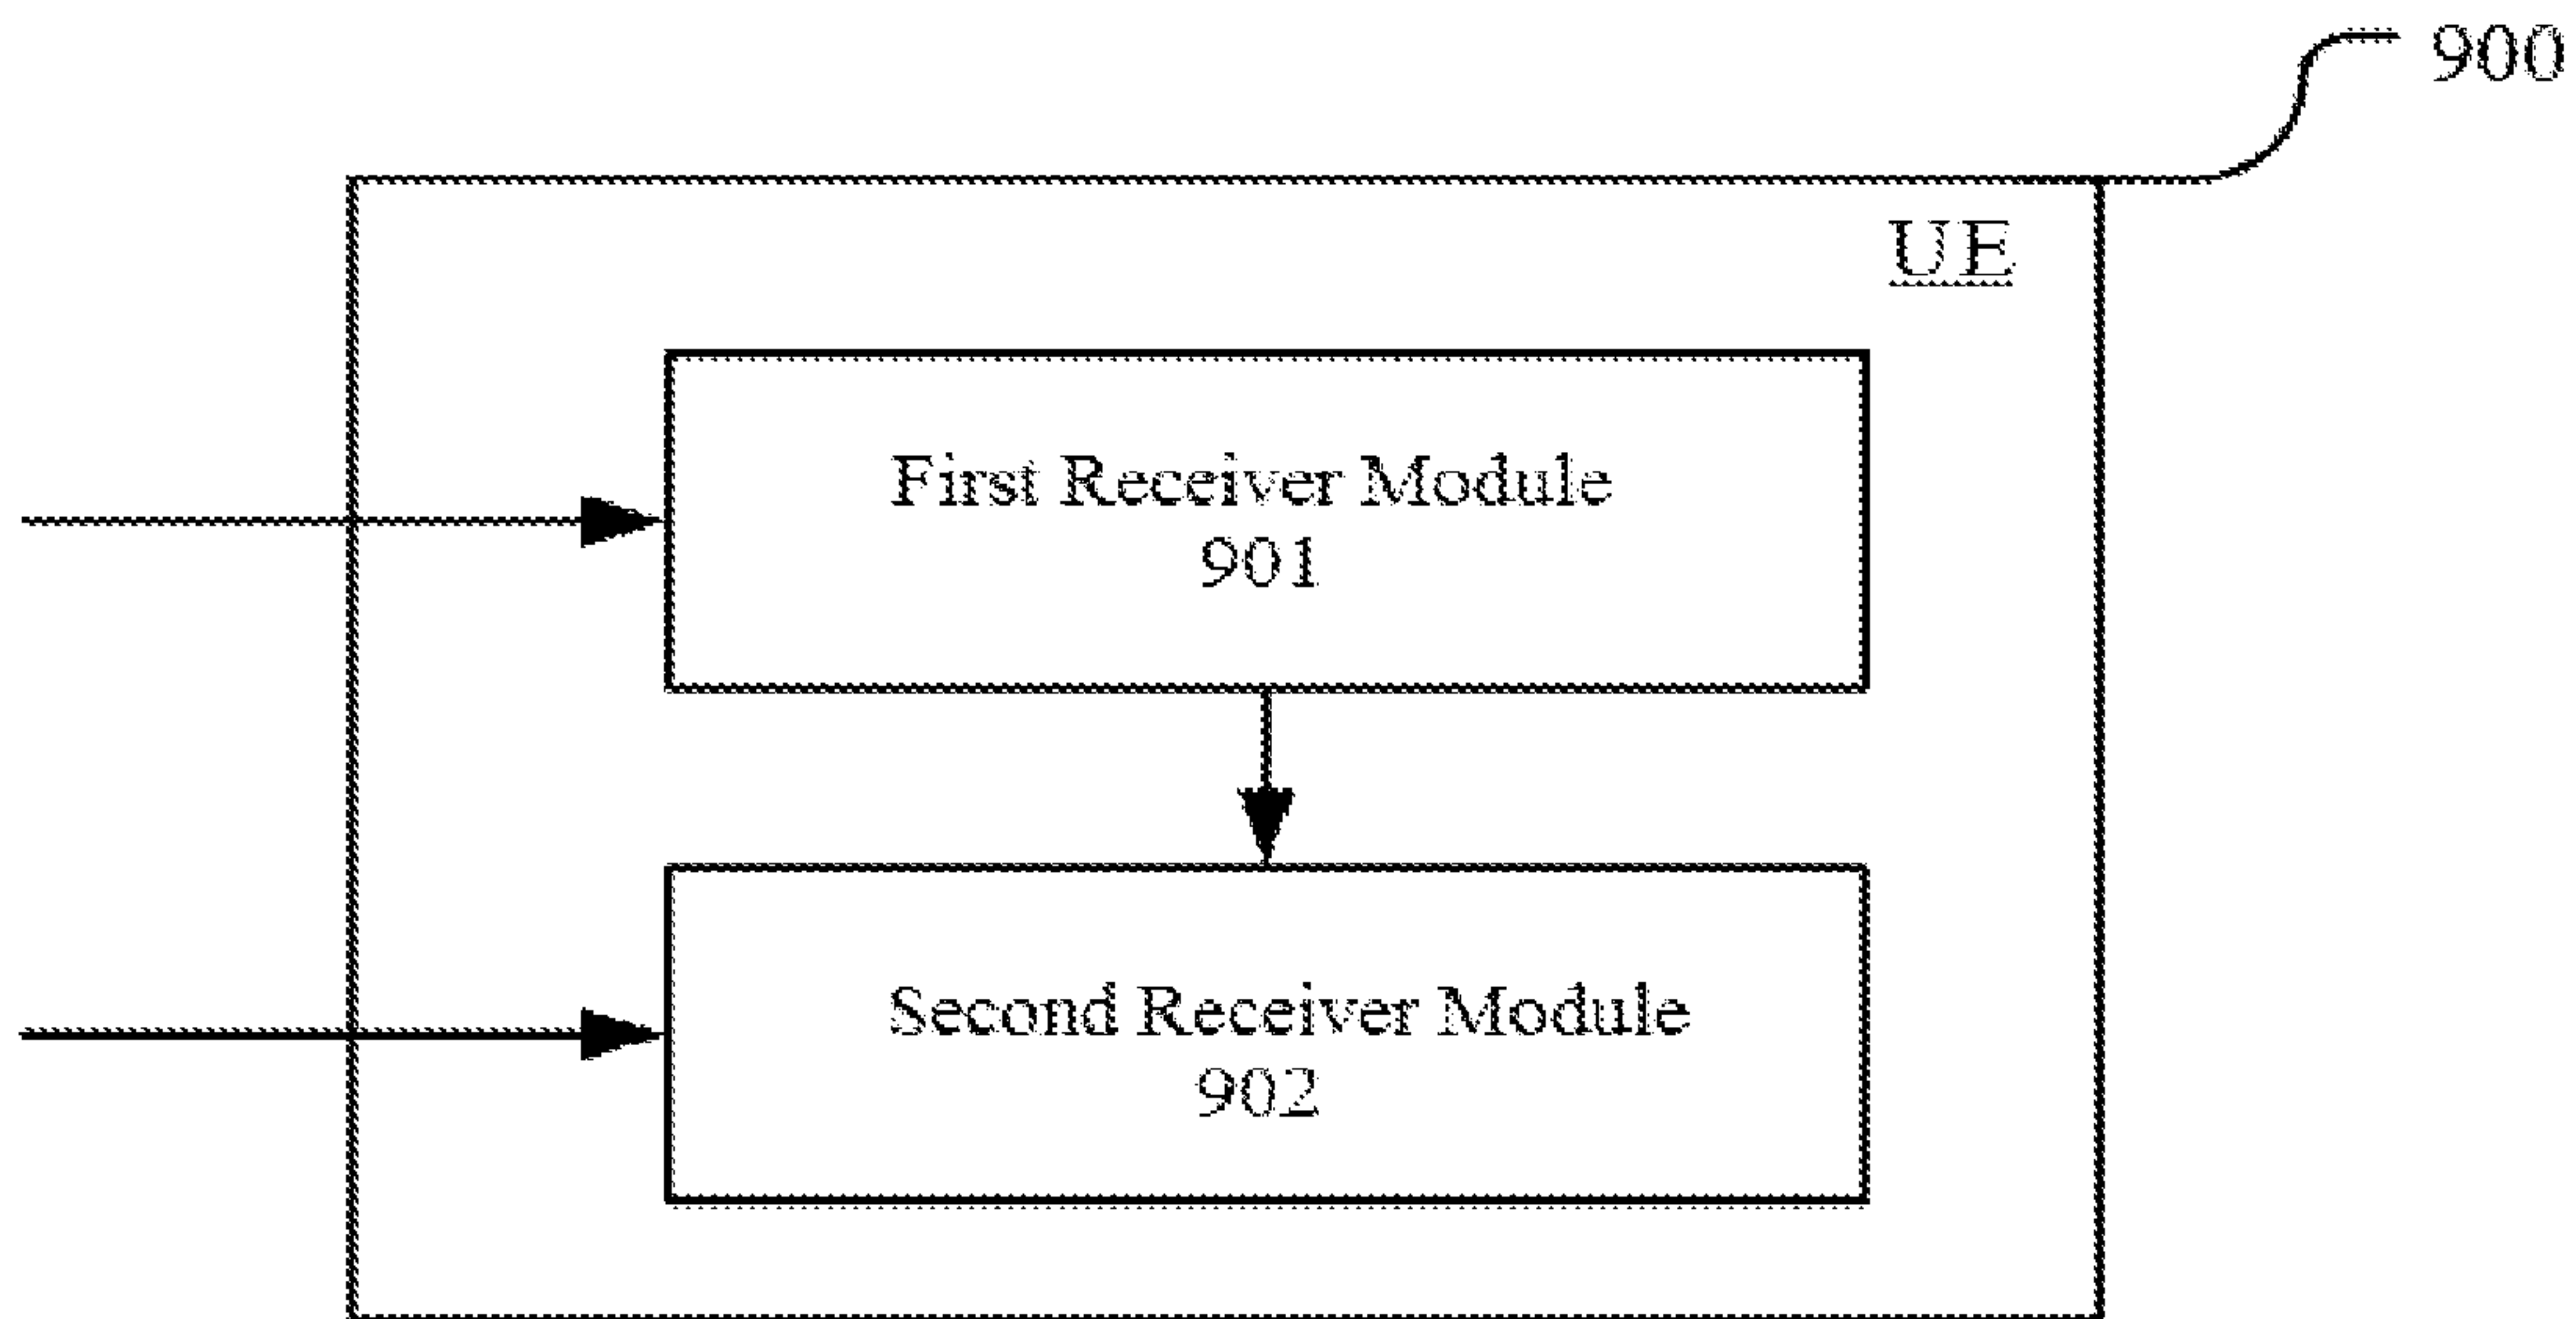 900
UE
First Receiver Module
901
Second Receiver Module
902